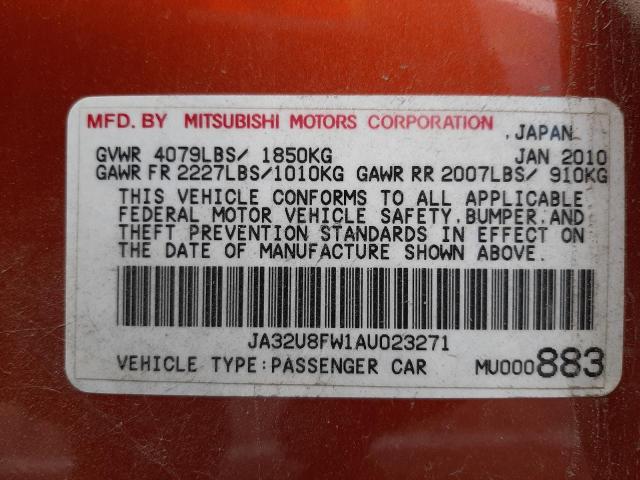 MFD. BY MITSUBISHI MOTORS CORPORATION , JAPAN
GVWR 4079LBS/ 1850KG JAN 2010
GAWR FR 2227LBS/1010KG GAWR RR 2007LBS/ 910KG
THIS VEHICLE CONFORMS TO ALL APPLICABLE
FEDERAL MOTOR VEHICLE SAFETY,BUMPER,AND
THEFT PREVENTION STANDARDS IN EFFECT ON
THE DATE OF MANUFACTURE SHOWN ABOVE.
JA32U8FW1AU023271
VEHICLE TYPE:PASSENGER CAR MU000883